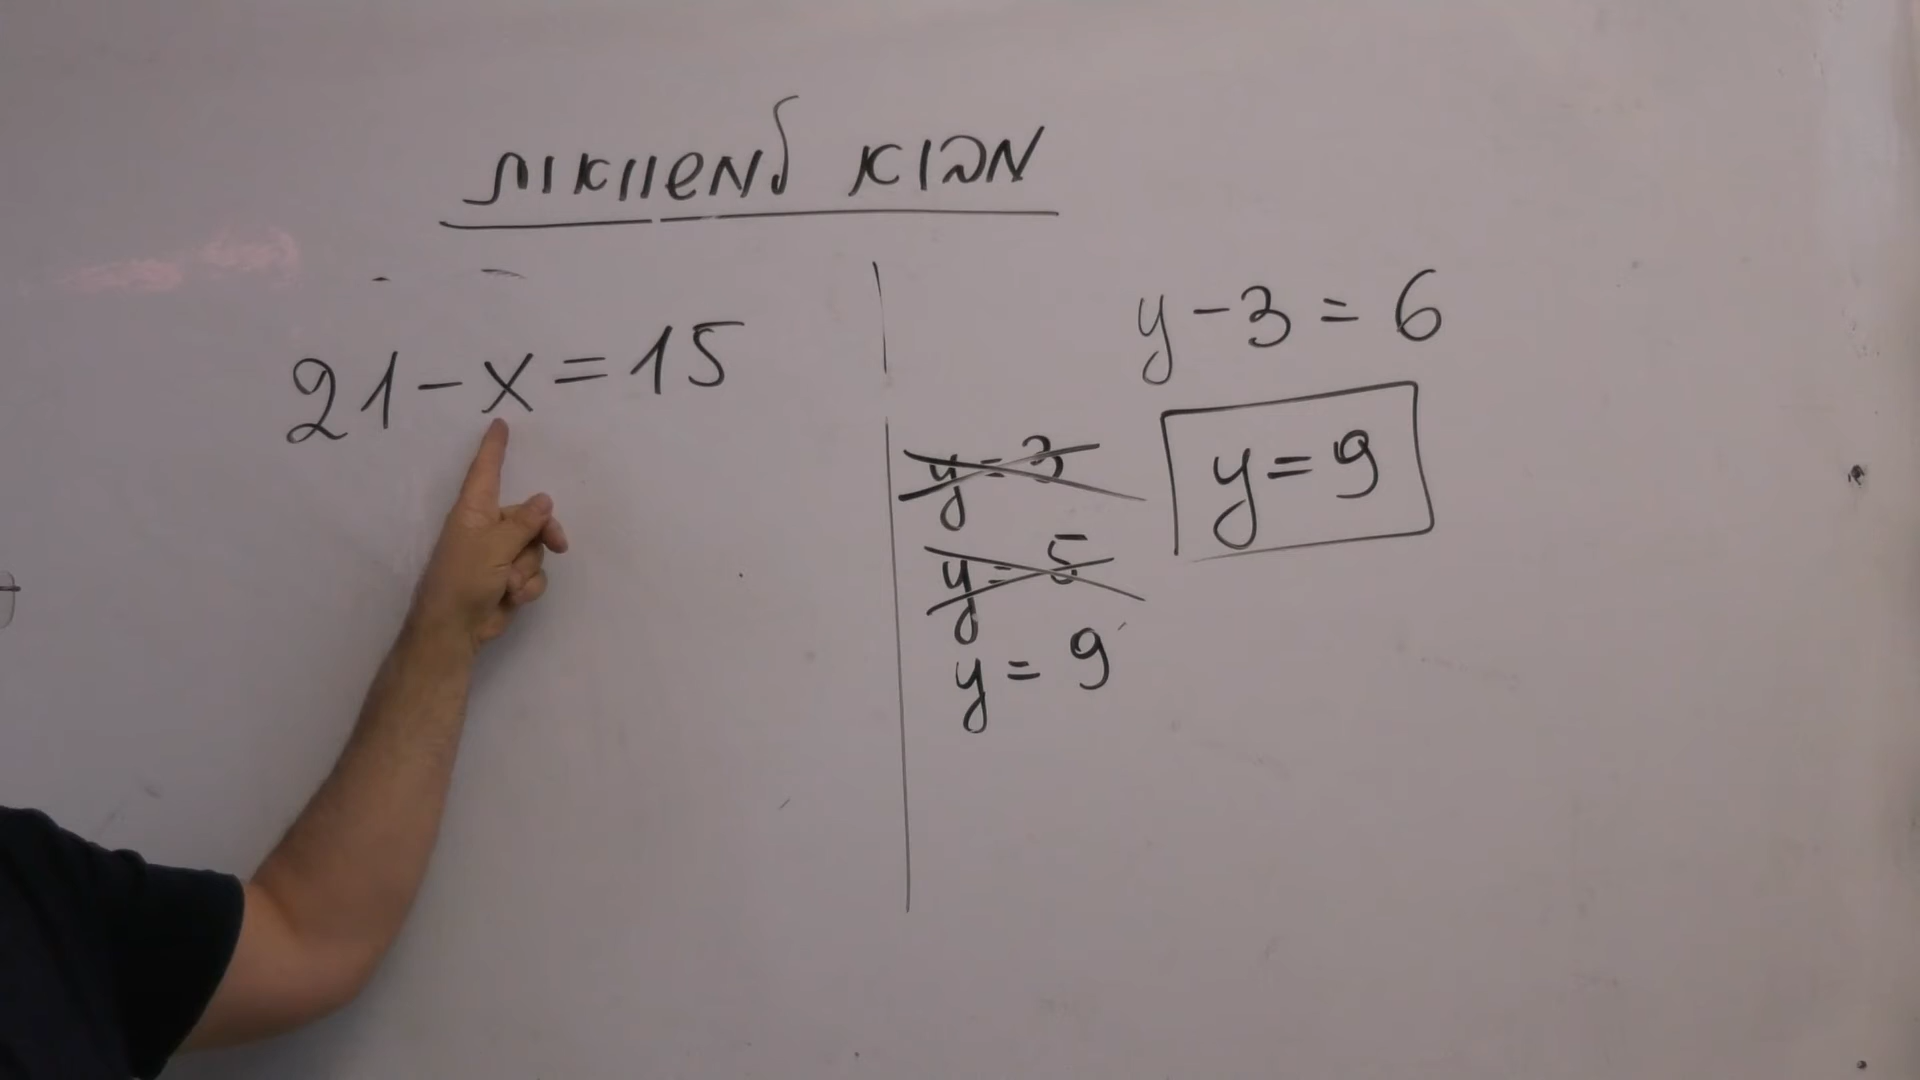 מבוא למשוואות
y - 3 = 6
y = 9
y = 3
y = 5
y = 9
21 - x = 15